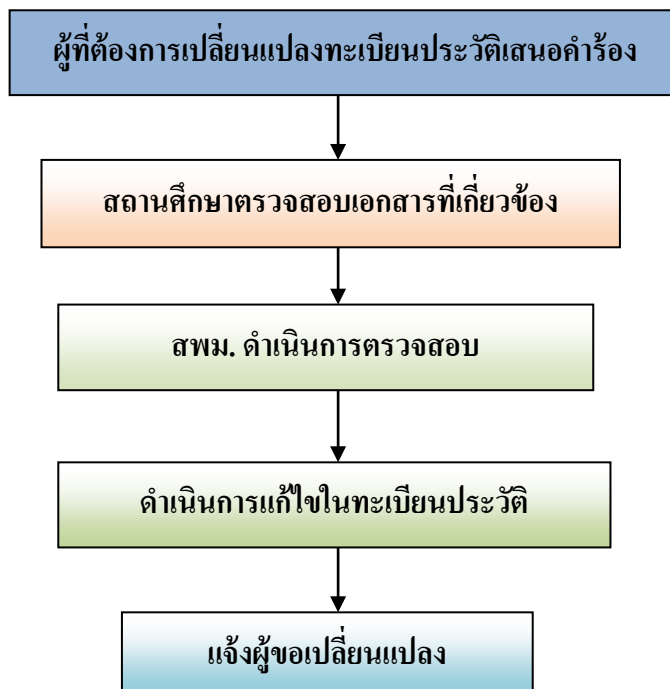 ผู้ที่ต้องการเปลี่ยนแปลงทะเบียนประวัติเสนอคำร้อง
สถานศึกษาตรวจสอบเอกสารที่เกี่ยวข้อง
สพม. ดำเนินการตรวจสอบ
ดำเนินการแก้ไขในทะเบียนประวัติ
แจ้งผู้ขอเปลี่ยนแปลง